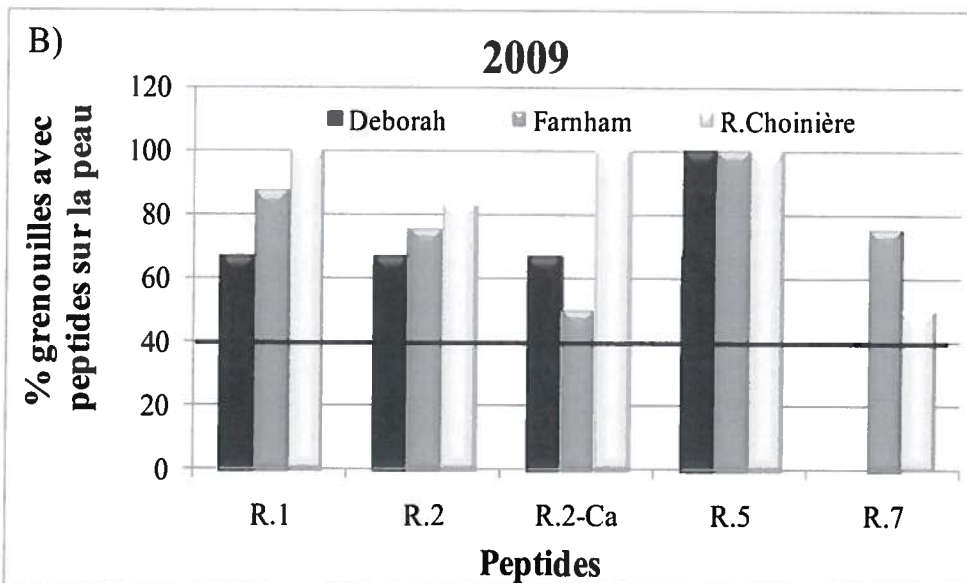 B)
2009
% grenouilles avec
peptides sur la peau
120
100
80
60
40
20
0
Deborah Farnham R.Choinière
R.1 R.2 R.2-Ca R.5 R.7
Peptides